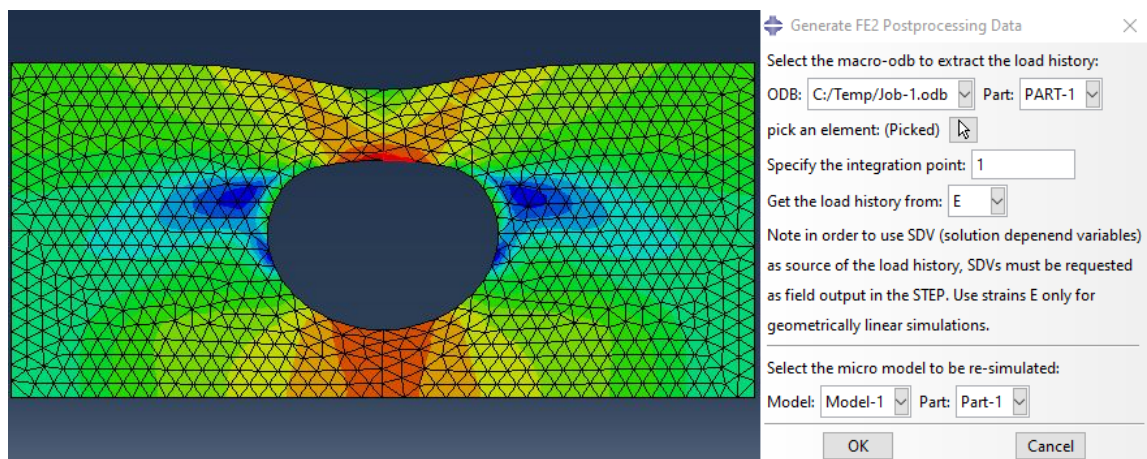 Generate FE2 Postprocessing Data
Select the macro-odb to extract the load history:
ODB: C:/Temp/Job-1.odb Part: PART-1
pick an element: (Picked)
Specify the integration point: 1
Get the load history from: E
Note in order to use SDV (solution depenend variables)
as source of the load history, SDVs must be requested
as field output in the STEP. Use strains E only for
geometrically linear simulations.
Select the micro model to be re-simulated:
Model: Model-1 Part: Part-1
OK Cancel